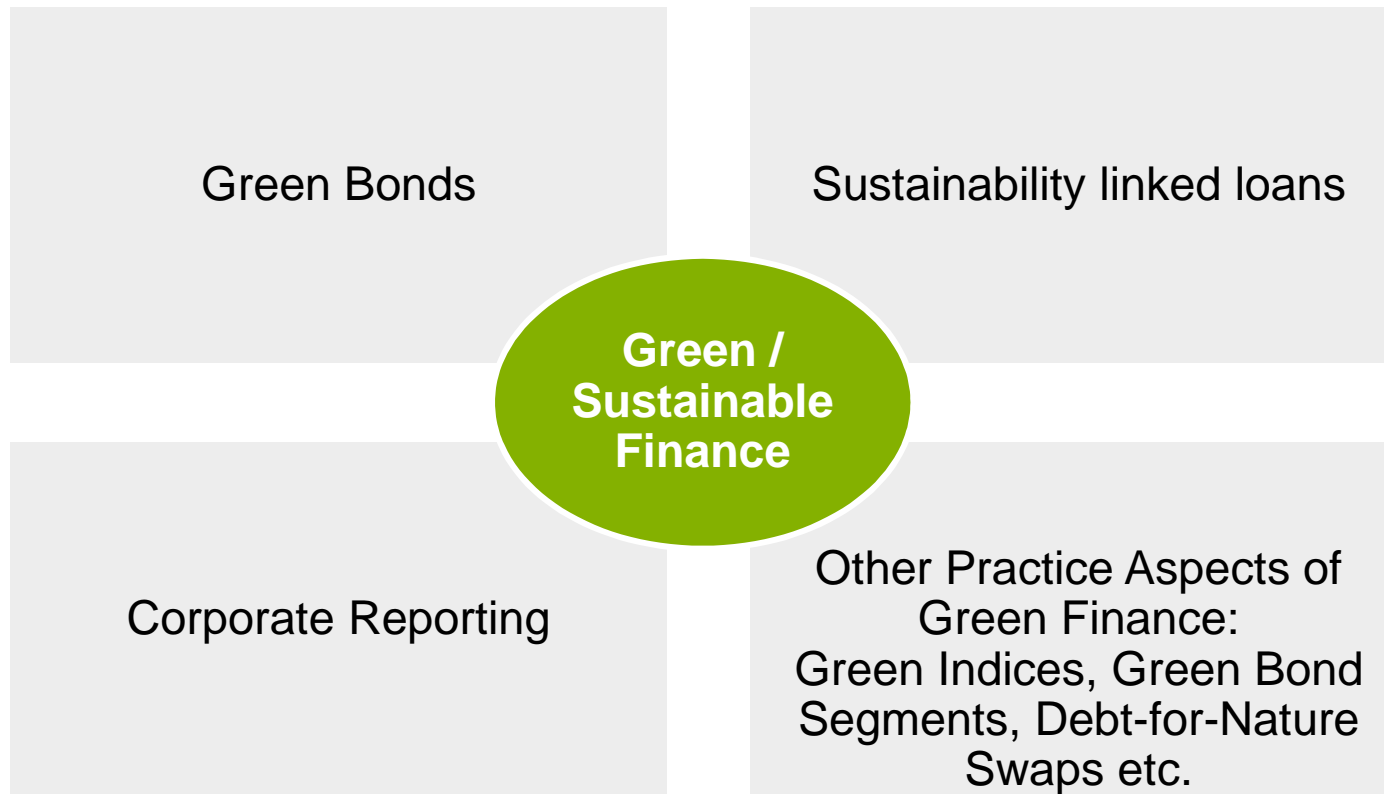 Green Bonds
Sustainability linked loans
Green /
Sustainable
Finance
Corporate Reporting
Other Practice Aspects of
Green Finance:
Green Indices, Green Bond
Segments, Debt-for-Nature
Swaps etc.